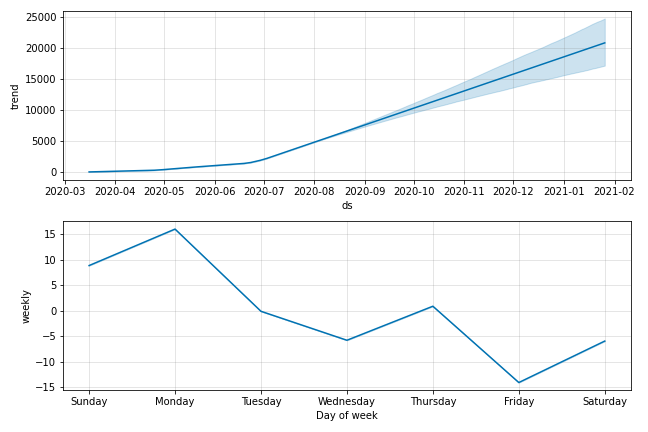 25000
20000
15000
10000
5000
0
trend
2020-03 2020-04 2020-05 2020-06 2020-07 2020-08 2020-09 2020-10 2020-11 2020-12 2021-01 2021-02
ds
15
10
5
0
−5
−10
−15
weekly
Sunday Monday Tuesday Wednesday Thursday Friday Saturday
Day of week